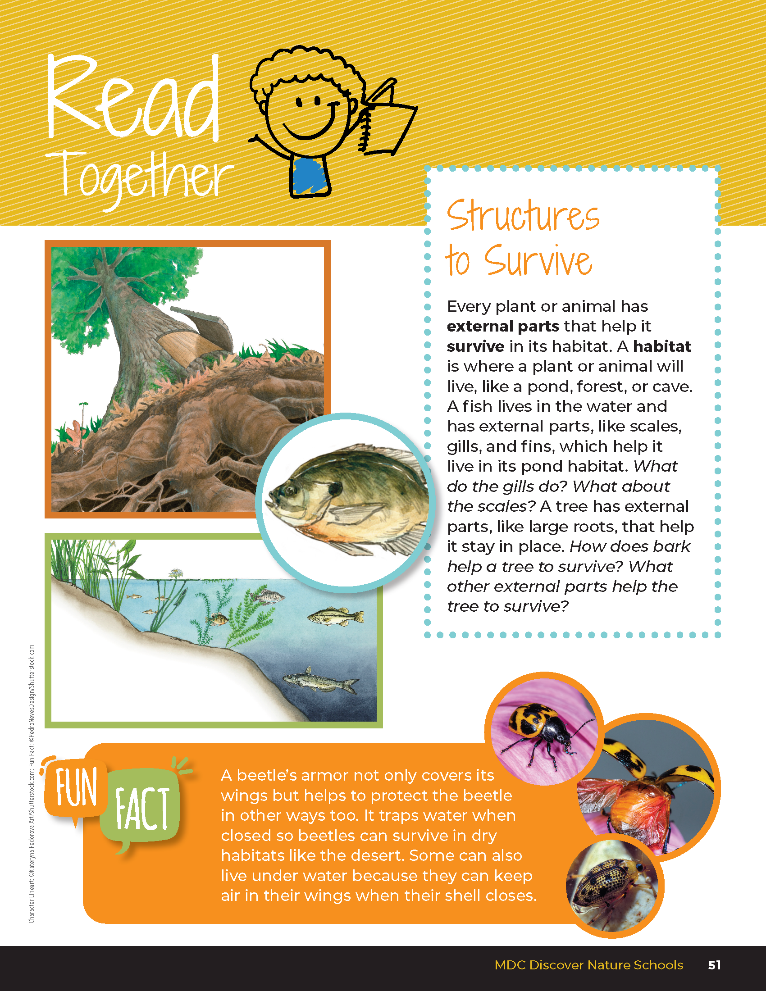 Read
Together
Structures
to Survive
Every plant or animal has
external parts that help it
survive in its habitat. A habitat
is where a plant or animal will
live, like a pond, forest, or cave.
A fish lives in the water and
has external parts, like scales,
gills, and fins, which help it
live in its pond habitat. What
do the gills do? What about
the scales? A tree has external
parts, like large roots, that help
it stay in place. How does bark
help a tree to survive? What
other external parts help the
tree to survive?
FUN
FACT
A beetle's armor not only covers its
wings but helps to protect the beetle
in other ways too. It traps water when
closed so beetles can survive in dry
habitats like the desert. Some can also
live under water because they can keep
air in their wings when their shell closes.
MDC Discover Nature Schools 51